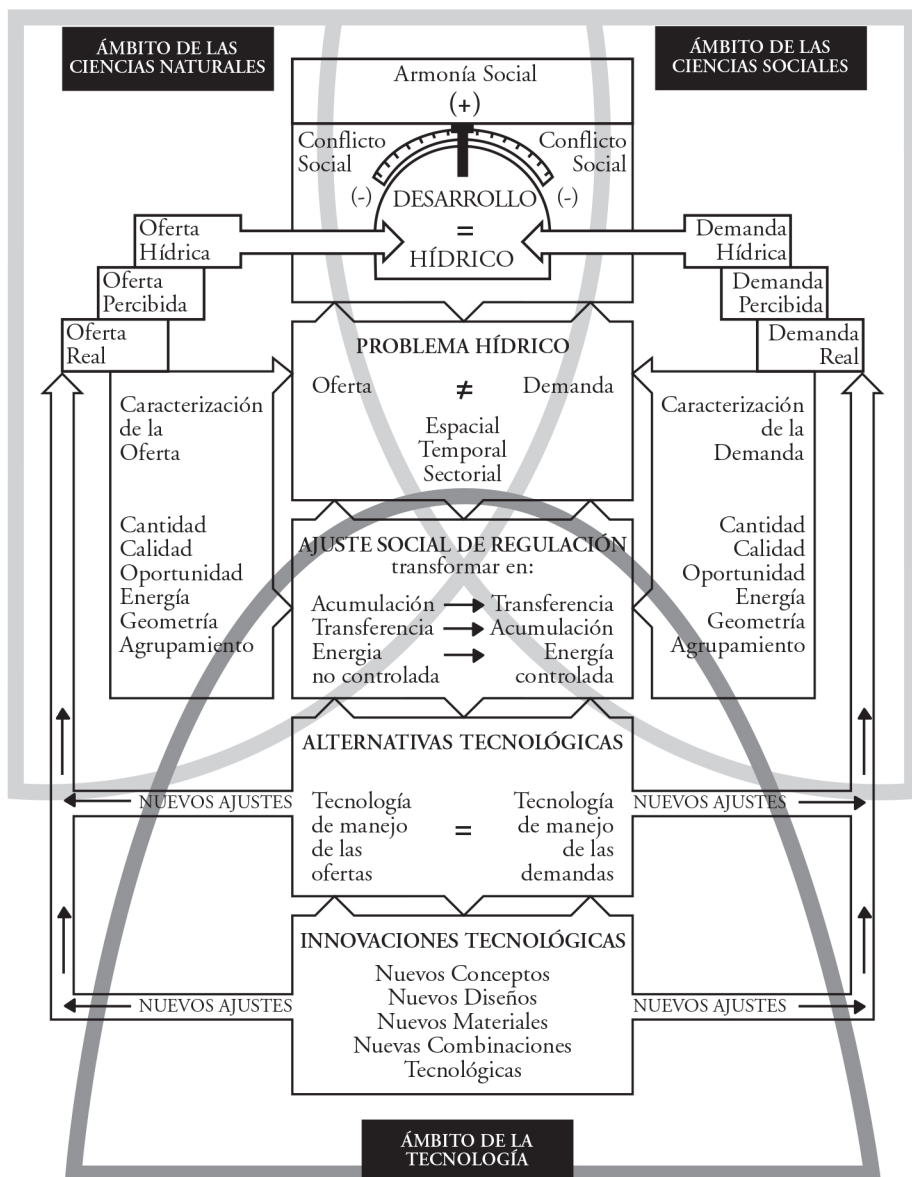 ÁMBITO DE LAS
CIENCIAS NATURALES
ÁMBITO DE LAS
CIENCIAS SOCIALES
Armonía Social
(+)
Conflicto
Social
(-)
Conflicto
Social
(-)
DESARROLLO
=
HÍDRICO
Oferta
Hídrica
Oferta
Percibida
Oferta
Real
Demanda
Hídrica
Demanda
Percibida
Demanda
Real
PROBLEMA HÍDRICO
Oferta ≠ Demanda
Espacial
Temporal
Sectorial
Caracterización
de la
Oferta
Cantidad
Calidad
Oportunidad
Energía
Geometría
Agrupamiento
Caracterización
de la
Demanda
Cantidad
Calidad
Oportunidad
Energía
Geometría
Agrupamiento
AJUSTE SOCIAL DE REGULACIÓN
transformar en:
Acumulación Transferencia
Transferencia Acumulación
Energia Energía
no controlada controlada
ALTERNATIVAS TECNOLÓGICAS
NUEVOS AJUSTES
Tecnología
de manejo
de las
ofertas
=
Tecnología
de manejo
de las
demandas
NUEVOS AJUSTES
INNOVACIONES TECNOLÓGICAS
Nuevos Conceptos
Nuevos Diseños
Nuevos Materiales
Nuevas Combinaciones
Tecnológicas
NUEVOS AJUSTES
NUEVOS AJUSTES
ÁMBITO DE LA
TECNOLOGÍA